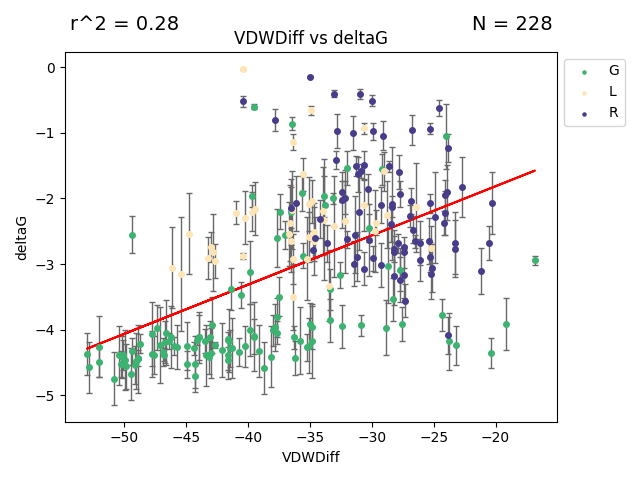 r^2 = 0.28 N = 228
VDWDiff vs deltaG
G
L
R
0
−1
−2
−3
−4
−5
deltaG
−50 −45 −40 −35 −30 −25 −20
VDWDiff